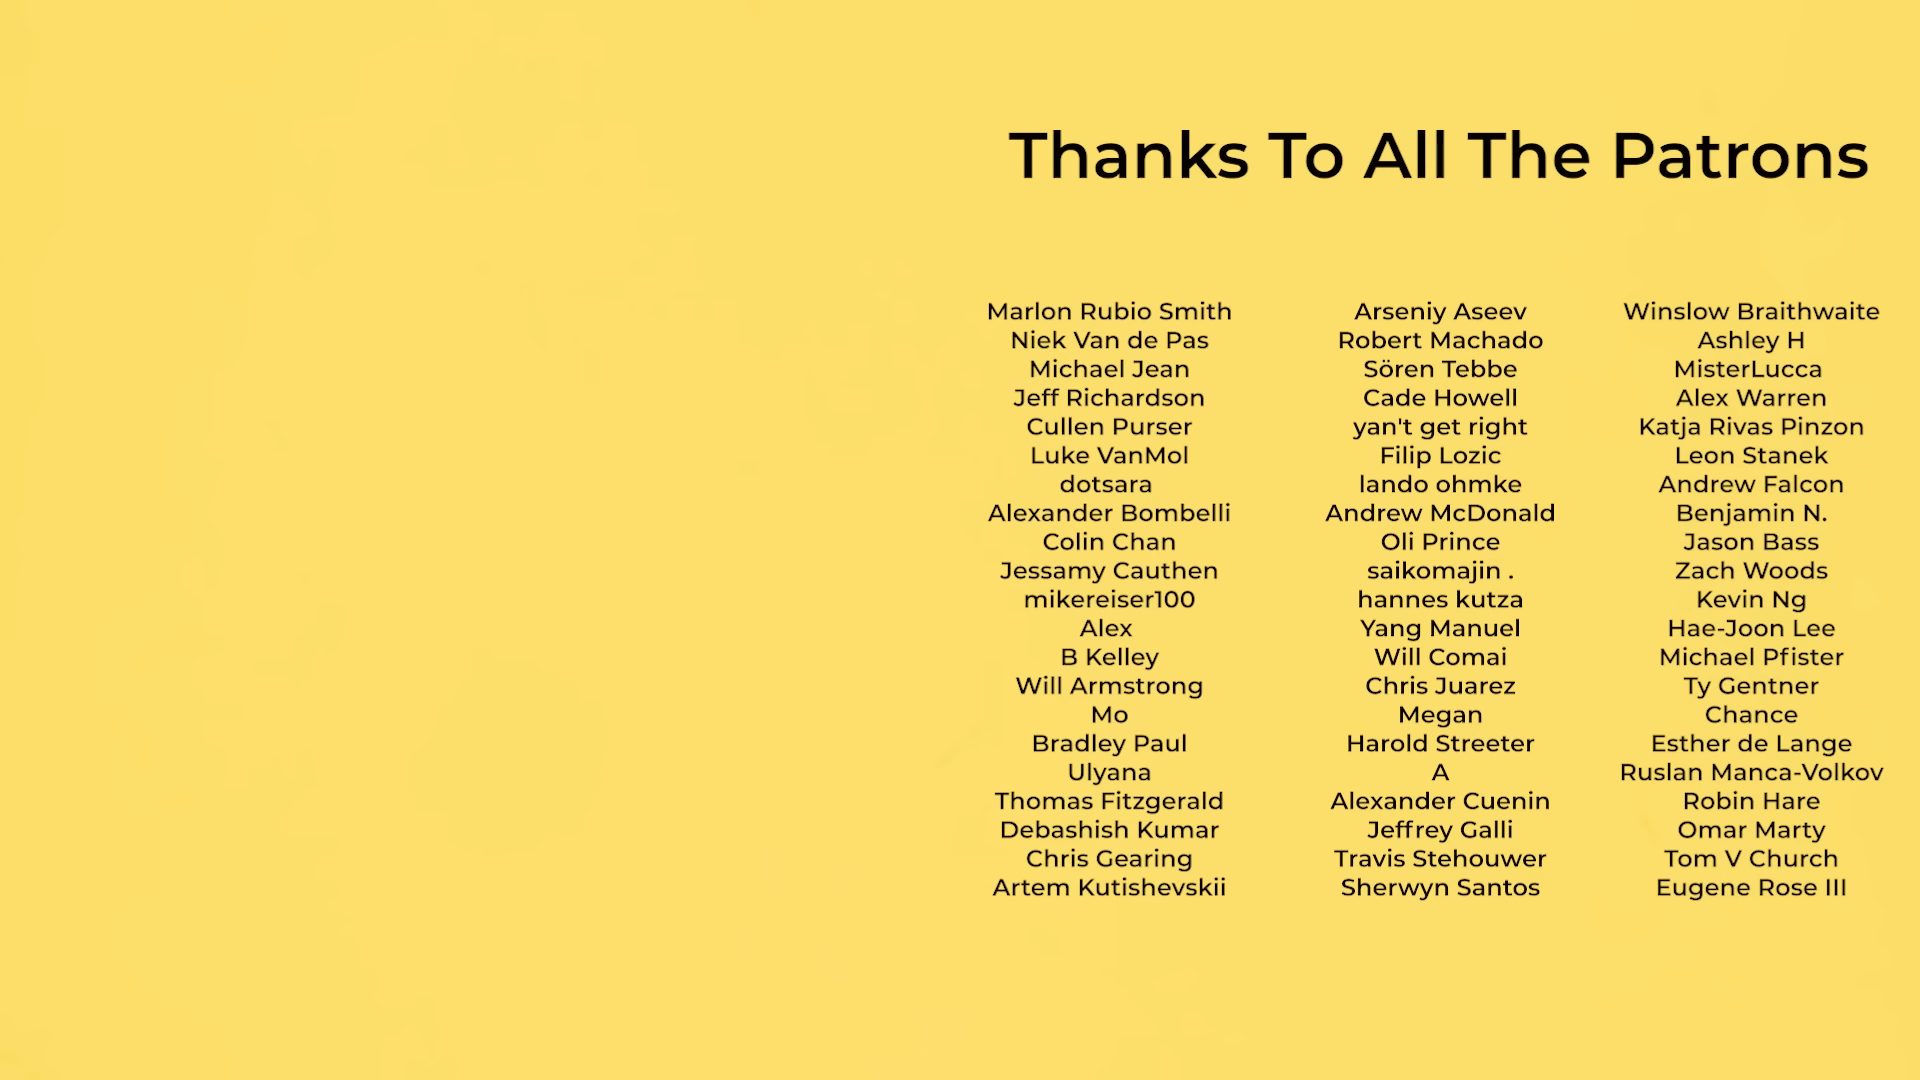 Thanks To All The Patrons
Marlon Rubio Smith
Niek Van de Pas
Michael Jean
Jeff Richardson
Cullen Purser
Luke VanMol
dotsara
Alexander Bombelli
Colin Chan
Jessamy Cauthen
mikereiser100
Alex
B Kelley
Will Armstrong
Mo
Bradley Paul
Ulyana
Thomas Fitzgerald
Debashish Kumar
Chris Gearing
Artem Kutishevskii
Arseniy Aseev
Robert Machado
Sören Tebbe
Cade Howell
yan't get right
Filip Lozic
lando ohmke
Andrew McDonald
Oli Prince
saikomajin .
hannes kutza
Yang Manuel
Will Comai
Chris Juarez
Megan
Harold Streeter
A
Alexander Cuenin
Jeffrey Galli
Travis Stehouwer
Sherwyn Santos
Winslow Braithwaite
Ashley H
MisterLucca
Alex Warren
Katja Rivas Pinzon
Leon Stanek
Andrew Falcon
Benjamin N.
Jason Bass
Zach Woods
Kevin Ng
Hae-Joon Lee
Michael Pfister
Ty Gentner
Chance
Esther de Lange
Ruslan Manca-Volkov
Robin Hare
Omar Marty
Tom V Church
Eugene Rose III